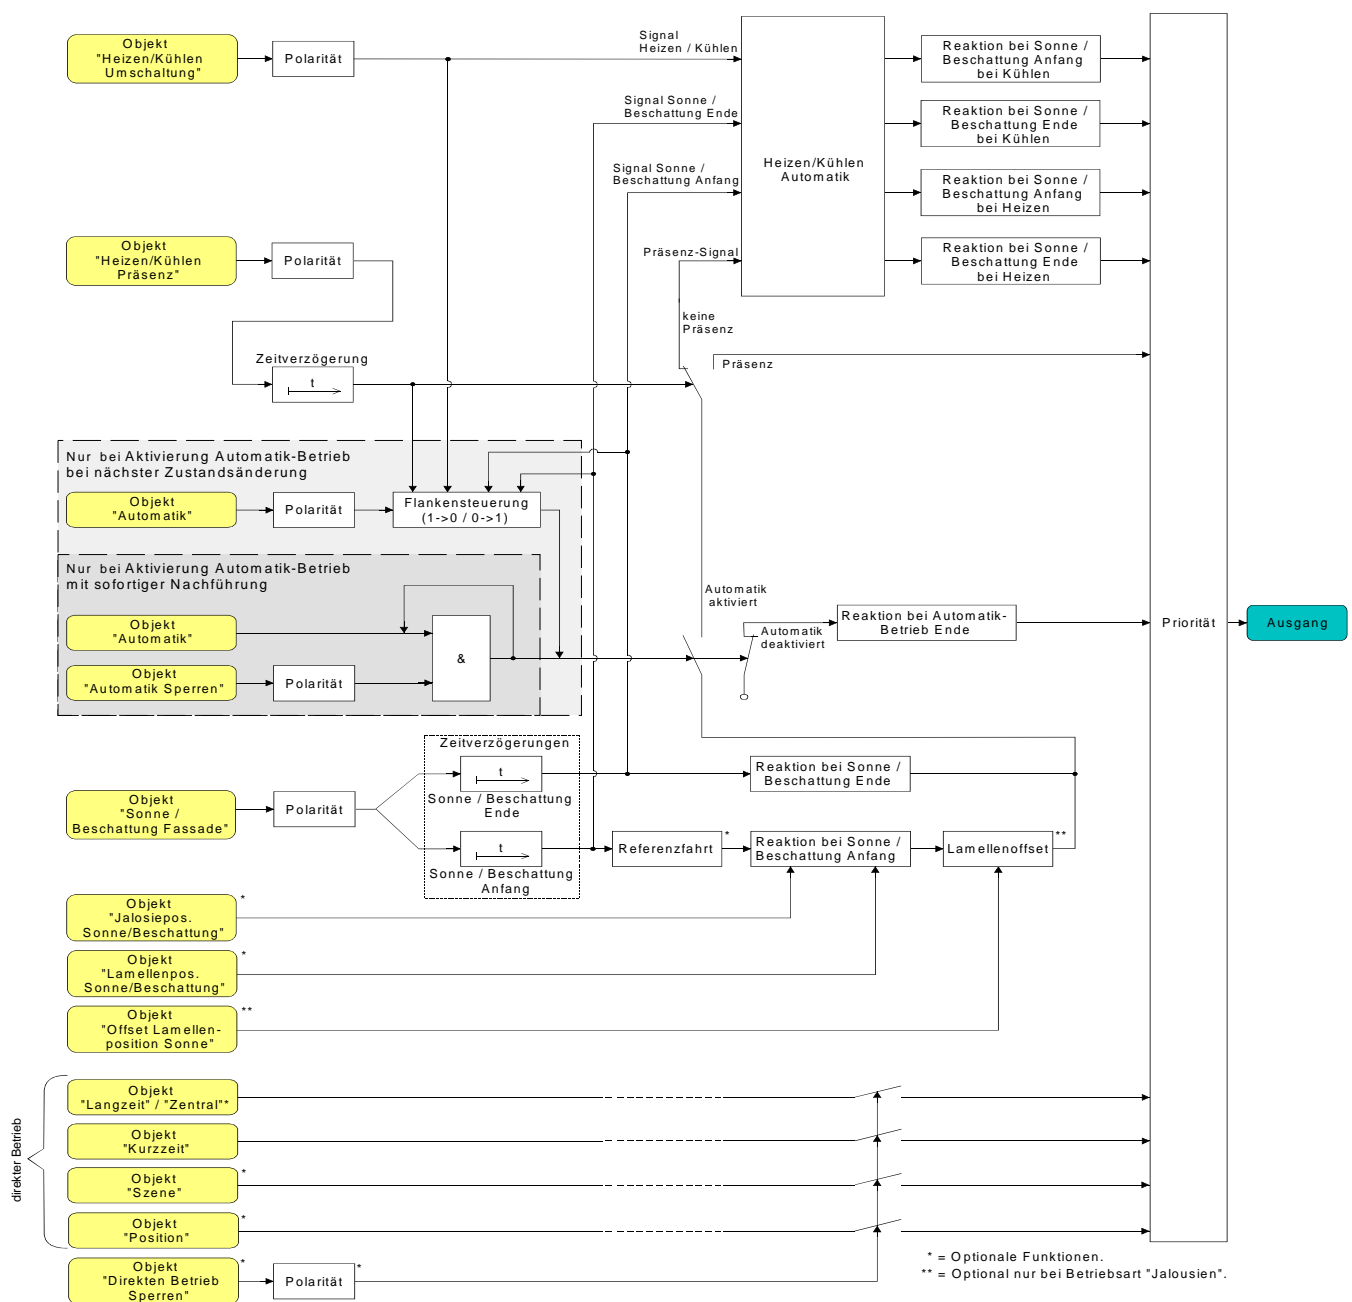 Objekt
"Heizen/Kühlen
Umschaltung"
Polarität
Signal
Heizen / Kühlen
Signal Sonne /
Beschattung Ende
Signal Sonne /
Beschattung Anfang
Präsenz-Signal
Heizen/Kühlen
Automatik
Reaktion bei Sonne /
Beschattung Anfang
bei Kühlen
Reaktion bei Sonne /
Beschattung Ende
bei Kühlen
Reaktion bei Sonne /
Beschattung Anfang
bei Heizen
Reaktion bei Sonne /
Beschattung Ende
bei Heizen
Objekt
"Heizen/Kühlen
Präsenz"
Polarität
keine
Präsenz
Präsenz
Zeitverzögerung
t
Nur bei Aktivierung Automatik-Betrieb
bei nächster Zustandsänderung
Objekt
"Automatik"
Polarität
Flankensteuerung
(1->0 / 0->1)
Nur bei Aktivierung Automatik-Betrieb
mit sofortiger Nachführung
Objekt
"Automatik"
Objekt
"Automatik Sperren"
Polarität
&
Automatik
aktiviert
Automatik
deaktiviert
Reaktion bei Automatik-
Betrieb Ende
Priorität
Ausgang
Zeitverzögerungen
t
Sonne / Beschattung
Ende
t
Sonne / Beschattung
Anfang
Objekt
"Sonne /
Beschattung Fassade"
Polarität
Reaktion bei Sonne /
Beschattung Ende
Referenzfahrt
*
Reaktion bei Sonne /
Beschattung Anfang
Lamellenoffset
**
Objekt
"Jalosiepos.
Sonne/Beschattung"
*
Objekt
"Lamellenpos.
Sonne/Beschattung"
*
Objekt
"Offset Lamellen-
position Sonne"
**
direkter Betrieb
Objekt
"Langzeit" / "Zentral"*
Objekt
"Kurzzeit"
Objekt
"Szene"
*
Objekt
"Position"
*
Objekt
"Direkten Betrieb
Sperren"
*
Polarität
*
* = Optionale Funktionen.
** = Optional nur bei Betriebsart "Jalousien".